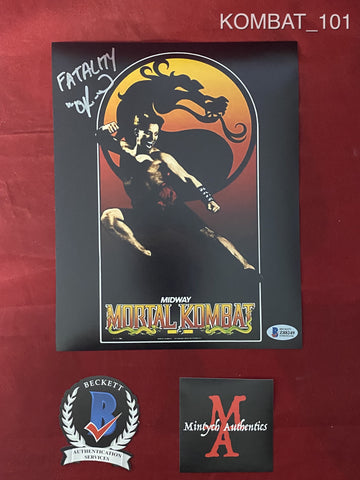 KOMBAT_101
FATALITY
MIDWAY
MORTAL KOMBAT
BECKETT
B
AUTHENTICATION
SERVICES
MA
Mintych Authentics